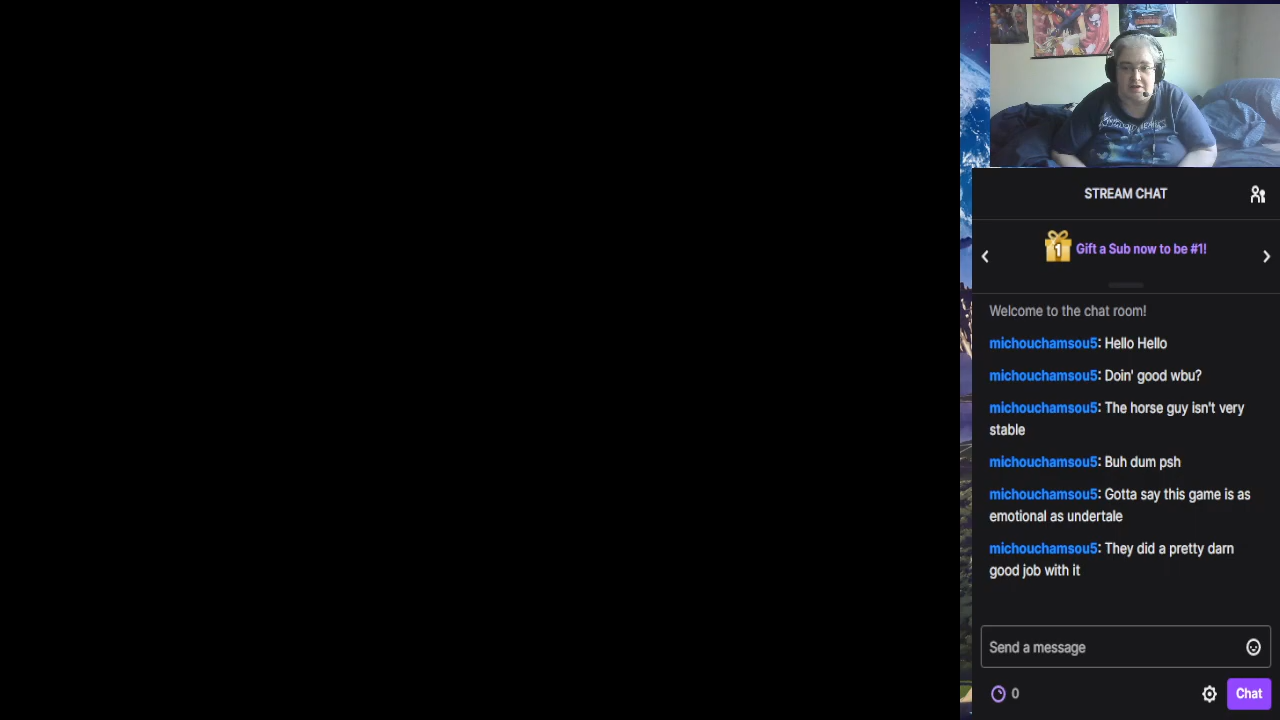 STREAM CHAT
1
Gift a Sub now to be #1!
Welcome to the chat room!
michouchamsou5: Hello Hello
michouchamsou5: Doin' good wbu?
michouchamsou5: The horse guy isn't very
stable
michouchamsou5: Buh dum psh
michouchamsou5: Gotta say this game is as
emotional as undertale
michouchamsou5: They did a pretty darn
good job with it
Send a message
0
Chat